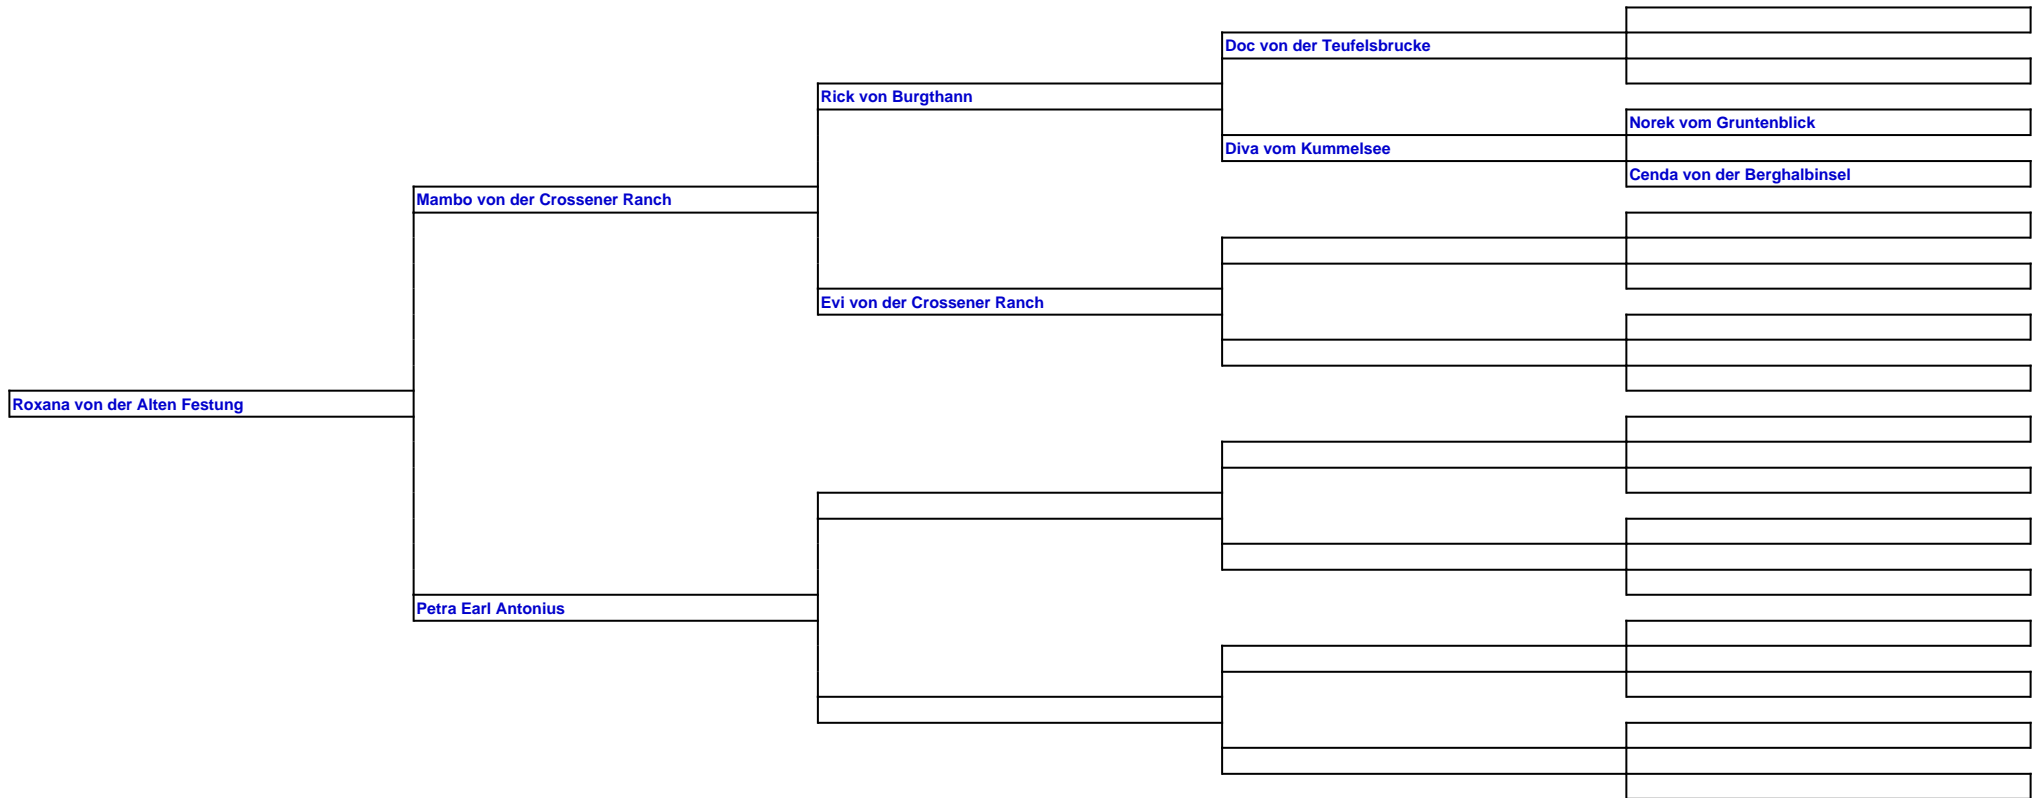 Doc von der Teufelsbrucke
Rick von Burgthann
Norek vom Gruntenblick
Diva vom Kummelsee
Cenda von der Berghalbinsel
Mambo von der Crossener Ranch
Evi von der Crossener Ranch
Roxana von der Alten Festung
Petra Earl Antonius